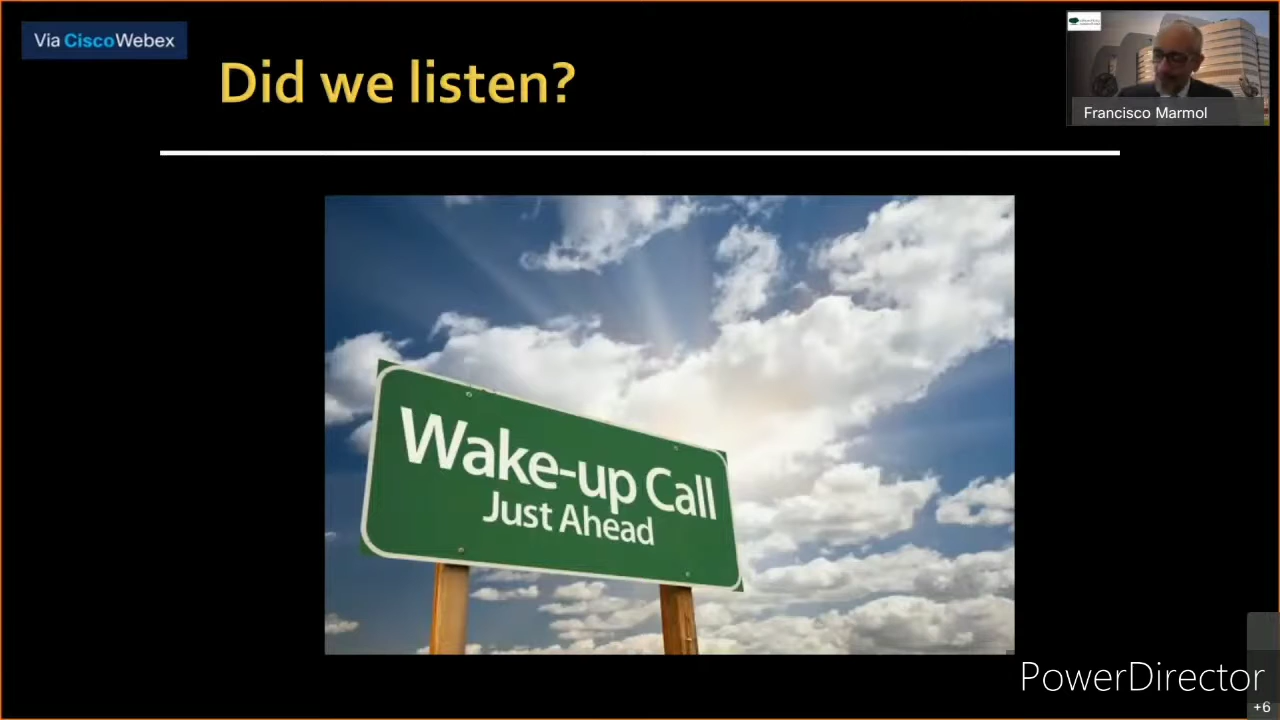 Via CiscoWebex
Did we listen?
Francisco Marmol
Wake-up Call
Just Ahead
PowerDirector
+6